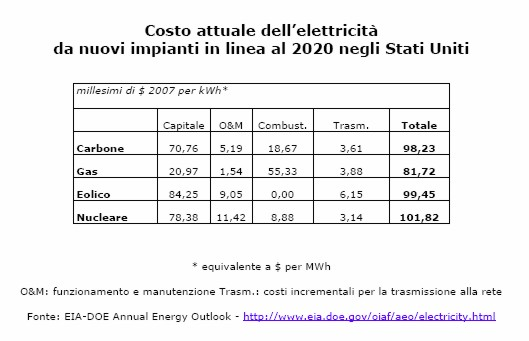 Costo attuale dell'elettricità
da nuovi impianti in linea al 2020 negli Stati Uniti
millesimi di $ 2007 per kWh*
Capitale O&M Combust. Trasm. Totale
Carbone 70,76 5,19 18,67 3,61 98,23
Gas 20,97 1,54 55,33 3,88 81,72
Eolico 84,25 9,05 0,00 6,15 99,45
Nucleare 78,38 11,42 8,88 3,14 101,82
* equivalente a $ per MWh
O&M: funzionamento e manutenzione Trasm.: costi incrementali per la trasmissione alla rete
Fonte: EIA-DOE Annual Energy Outlook - http://www.eia.doe.gov/oiaf/aeo/electricity.html